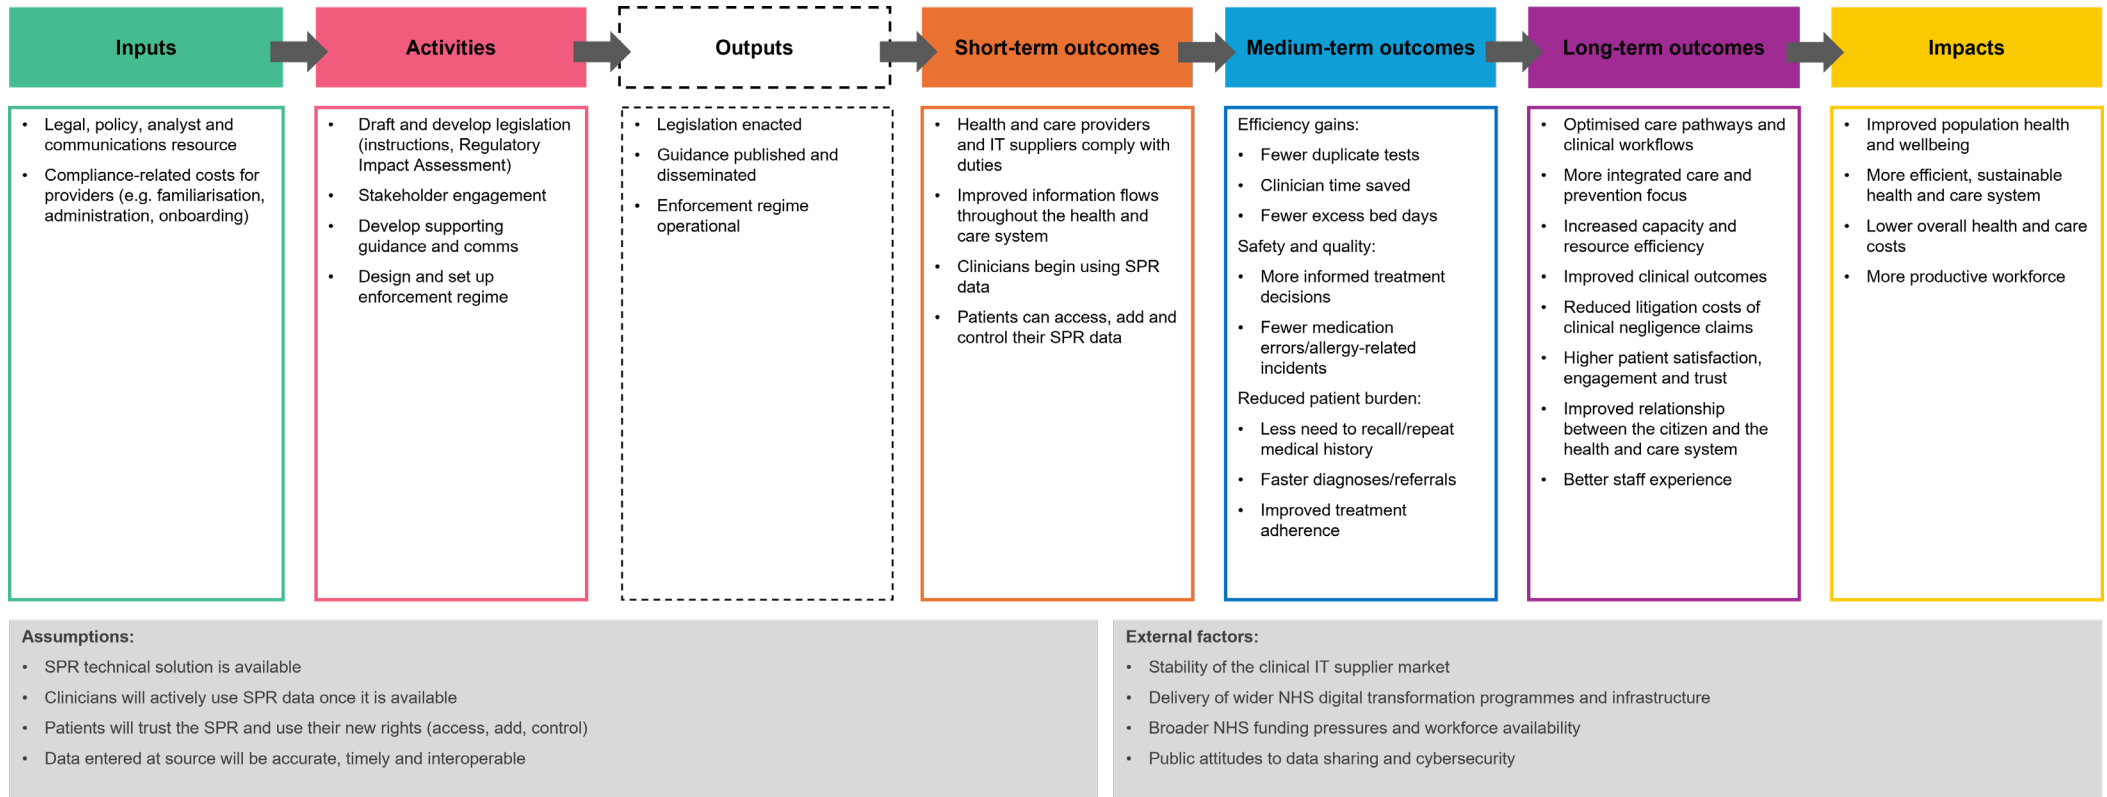 Inputs
Activities
Outputs
Short-term outcomes
Medium-term outcomes
Long-term outcomes
Impacts
• Legal, policy, analyst and
communications resource
• Compliance-related costs for
providers (e.g. familiarisation,
administration, onboarding)
• Draft and develop legislation
(instructions, Regulatory
Impact Assessment)
• Stakeholder engagement
• Develop supporting
guidance and comms
• Design and set up
enforcement regime
• Legislation enacted
• Guidance published and
disseminated
• Enforcement regime
operational
• Health and care providers
and IT suppliers comply with
duties
• Improved information flows
throughout the health and
care system
• Clinicians begin using SPR
data
• Patients can access, add and
control their SPR data
Efficiency gains:
• Fewer duplicate tests
• Clinician time saved
• Fewer excess bed days
Safety and quality:
• More informed treatment
decisions
• Fewer medication
errors/allergy-related
incidents
Reduced patient burden:
• Less need to recall/repeat
medical history
• Faster diagnoses/referrals
• Improved treatment
adherence
• Optimised care pathways and
clinical workflows
• More integrated care and
prevention focus
• Increased capacity and
resource efficiency
• Improved clinical outcomes
• Reduced litigation costs of
clinical negligence claims
• Higher patient satisfaction,
engagement and trust
• Improved relationship
between the citizen and the
health and care system
• Better staff experience
• Improved population health
and wellbeing
• More efficient, sustainable
health and care system
• Lower overall health and care
costs
• More productive workforce
Assumptions:
• SPR technical solution is available
• Clinicians will actively use SPR data once it is available
• Patients will trust the SPR and use their new rights (access, add, control)
• Data entered at source will be accurate, timely and interoperable
External factors:
• Stability of the clinical IT supplier market
• Delivery of wider NHS digital transformation programmes and infrastructure
• Broader NHS funding pressures and workforce availability
• Public attitudes to data sharing and cybersecurity